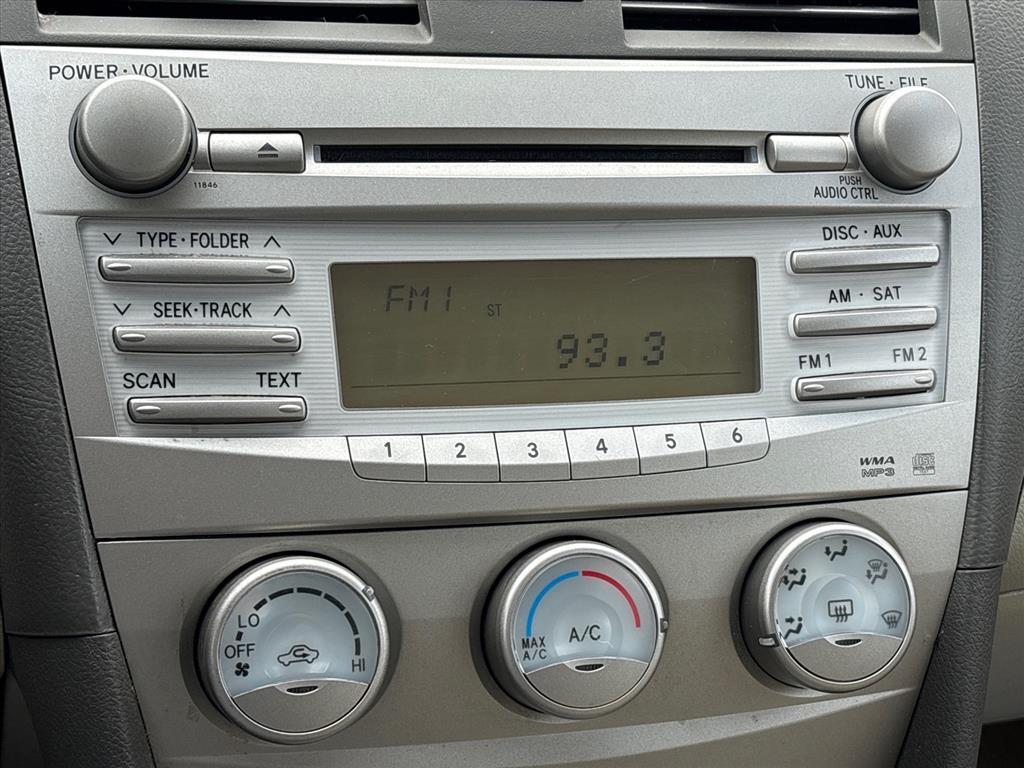 POWER · VOLUME
TUNE · FILE
11846
PUSH
AUDIO CTRL
TYPE · FOLDER
DISC · AUX
SEEK · TRACK
AM · SAT
SCAN TEXT
FM1 FM2
FM1 ST
93.3
1 2 3 4 5 6
WMA
MP3
DISC
LO
OFF
HI
MAX
A/C
A/C